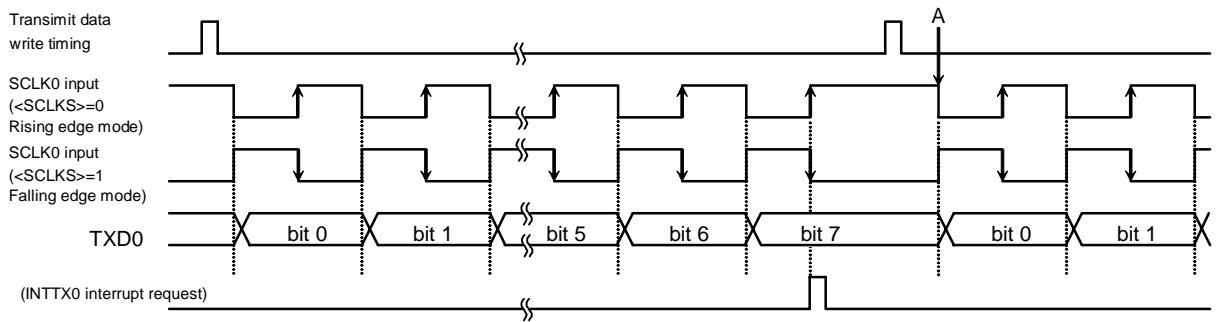 Transimit data
write timing
A
SCLK0 input
(<SCLKS>=0
Rising edge mode)
SCLK0 input
(<SCLKS>=1
Falling edge mode)
TXD0
bit 0
bit 1
bit 5
bit 6
bit 7
bit 0
bit 1
(INTTX0 interrupt request)